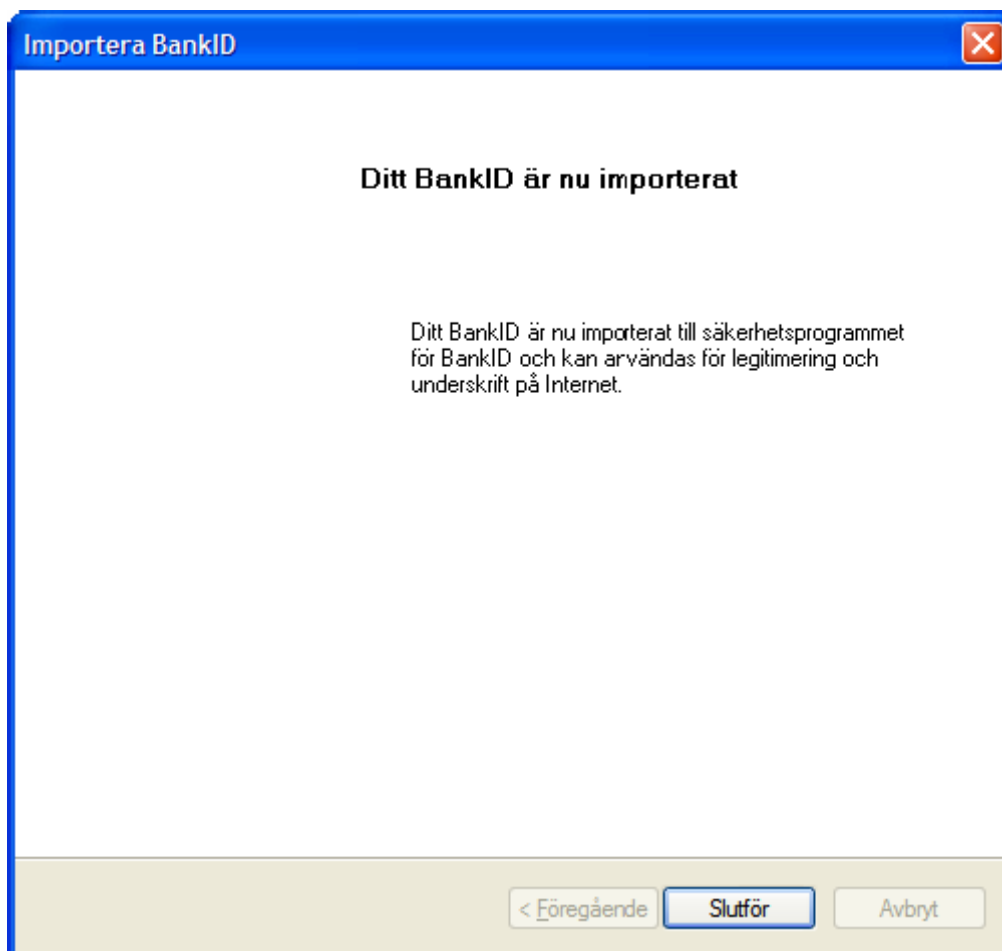 Importera BankID
Ditt BankID är nu importerat
Ditt BankID är nu importerat till säkerhetsprogrammet
för BankID och kan användas för legitimering och
underskrift på Internet.
< Föregående Slutför Avbryt